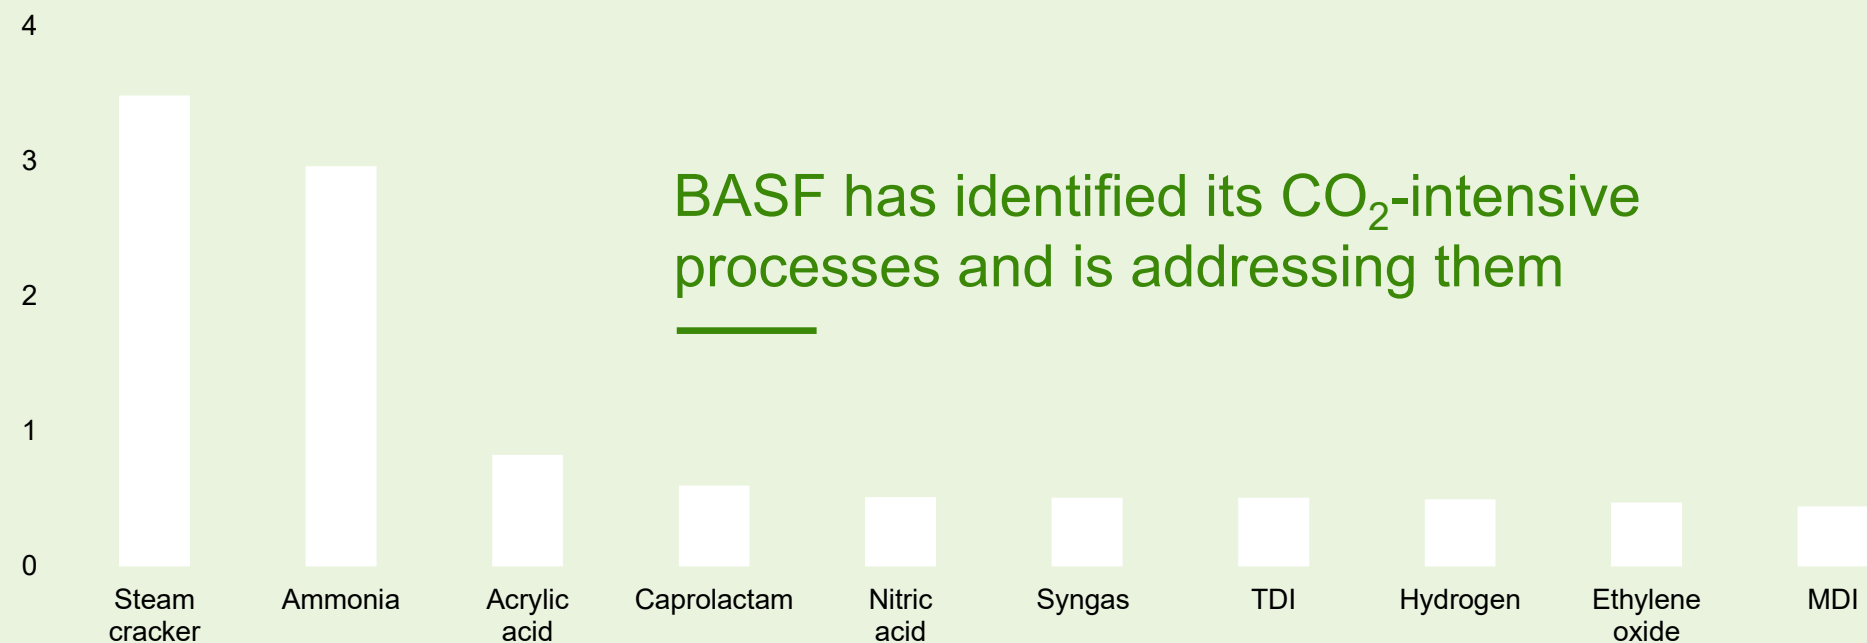 4
3
BASF has identified its CO₂-intensive
processes and is addressing them
2
1
0
Steam
cracker
Ammonia
Acrylic
acid
Caprolactam
Nitric
acid
Syngas
TDI
Hydrogen
Ethylene
oxide
MDI